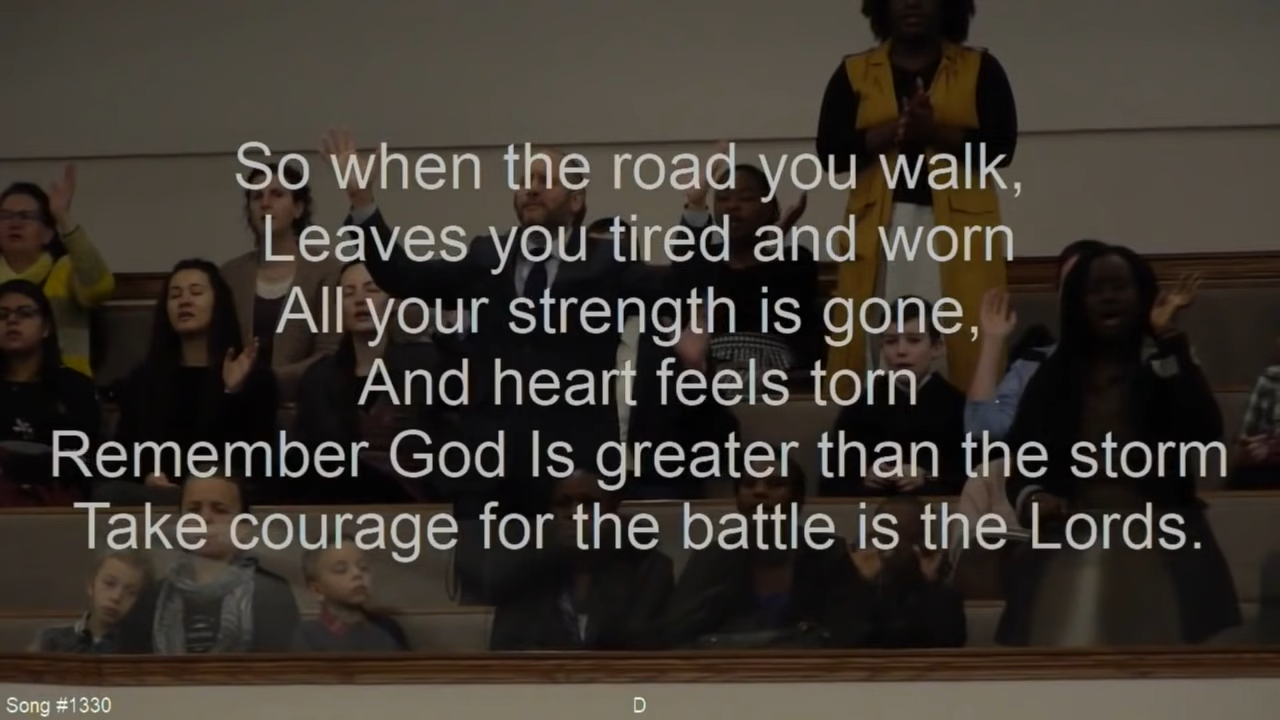 So when the road you walk,
Leaves you tired and worn
All your strength is gone,
And heart feels torn
Remember God Is greater than the storm
Take courage for the battle is the Lords.
Song #1330
D